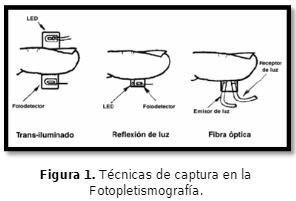 LED
Fotodetector
Trans-iluminado
LED
Fotodetector
Reflexión de luz
Receptor
de luz
Emisor de luz
Fibra óptica
Figura 1. Técnicas de captura en la
Fotopletismografía.